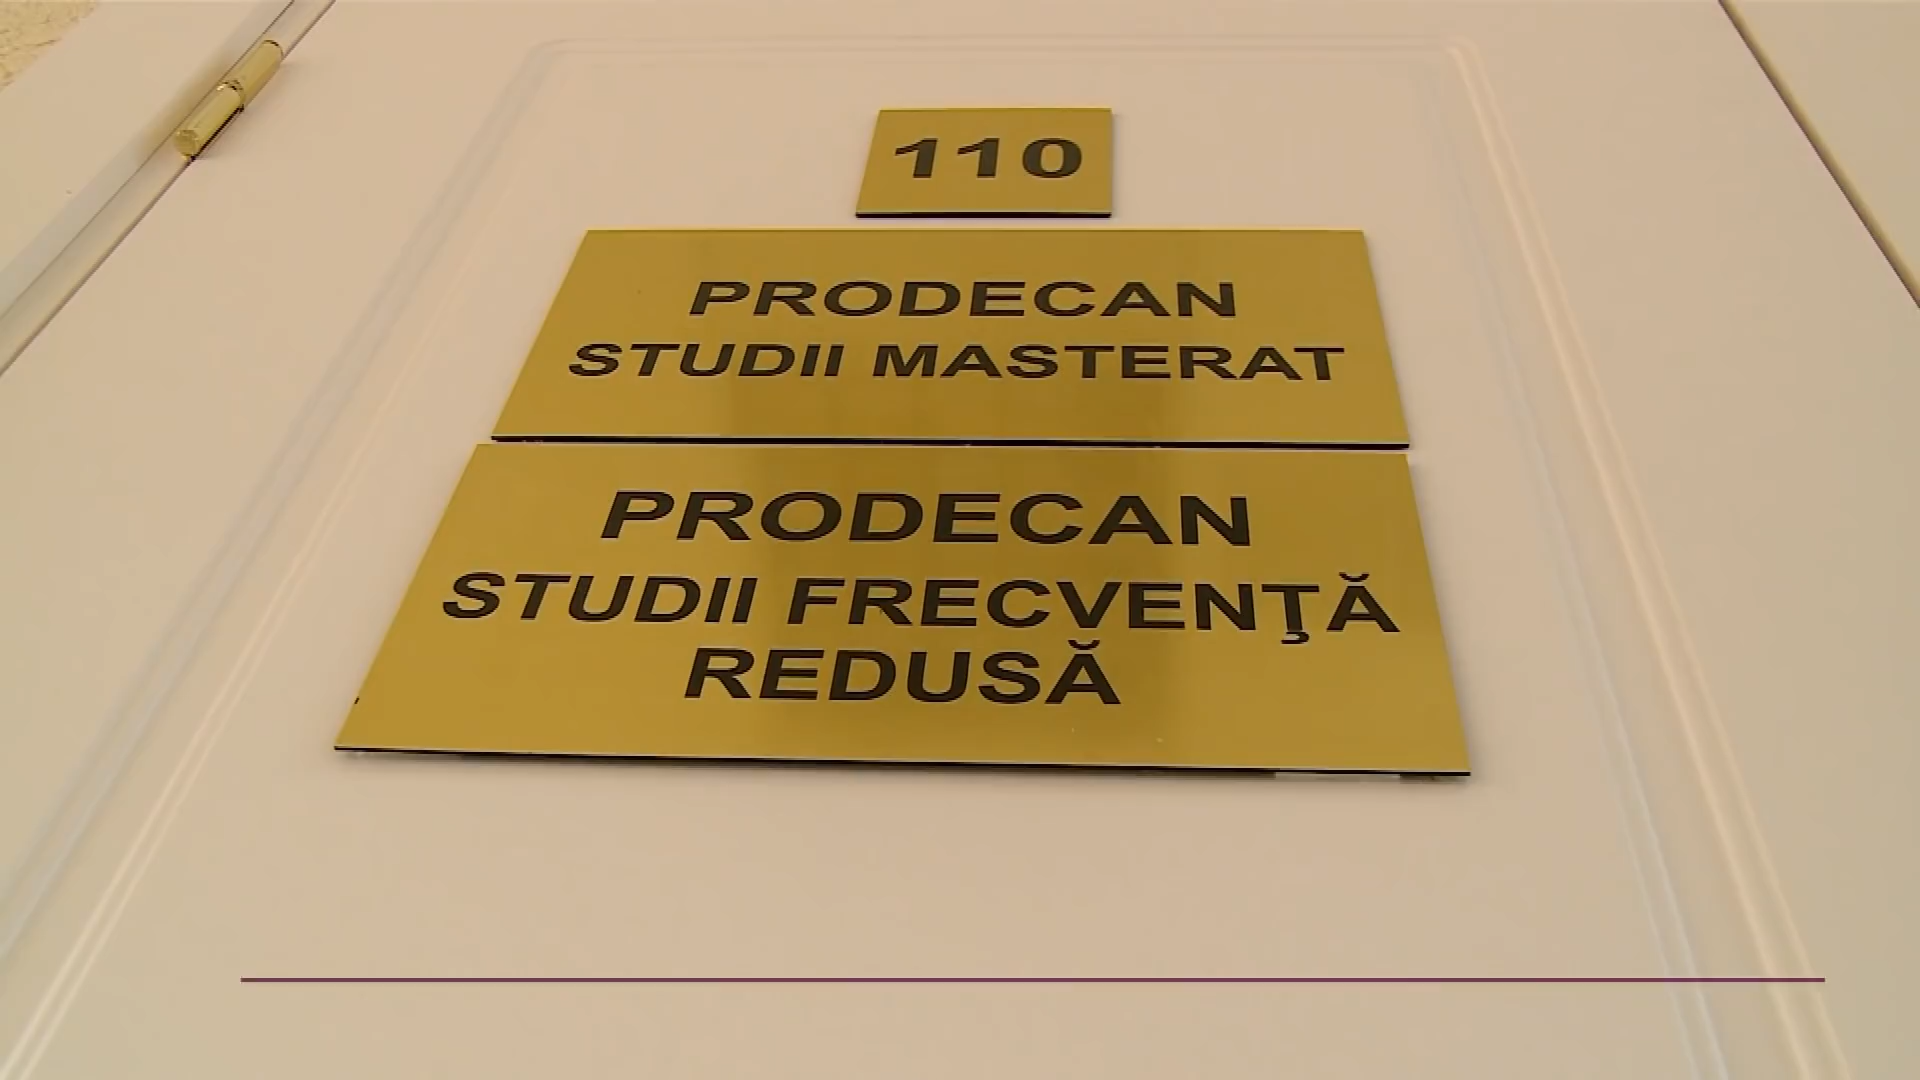 110
PRODECAN
STUDII MASTERAT
PRODECAN
STUDII FRECVENŢĂ
REDUSĂ